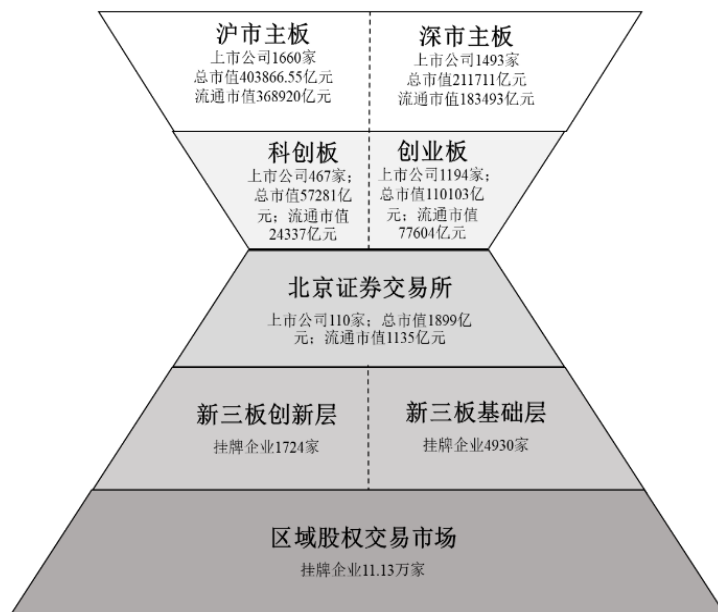 沪市主板
上市公司1660家
总市值403866.55亿元
流通市值368920亿元
深市主板
上市公司1493家
总市值211711亿元
流通市值183493亿元
科创板
上市公司467家；
总市值57281亿
元；流通市值
24337亿元
创业板
上市公司1194家；
总市值110103亿
元；流通市值
77604亿元
北京证券交易所
上市公司110家；总市值1899亿
元；流通市值1135亿元
新三板创新层
挂牌企业1724家
新三板基础层
挂牌企业4930家
区域股权交易市场
挂牌企业11.13万家